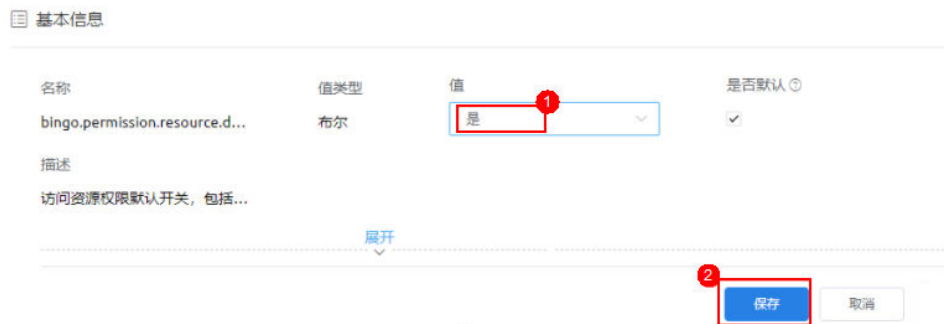 基本信息
名称 值类型 值 是否默认
bingo.permission.resource.d... 布尔 是
1
描述
访问资源权限默认开关，包括...
展开
2
保存 取消